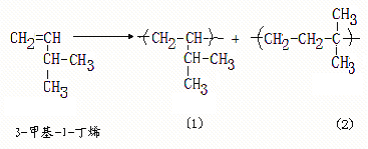 CH₂=CH → -(CH₂-CH-)- + -(CH₂-CH₂-C-)-
CH-CH₃
CH₃
CH-CH₃
CH₃
CH₃
CH₃
3-甲基-1-丁烯
(1)
(2)